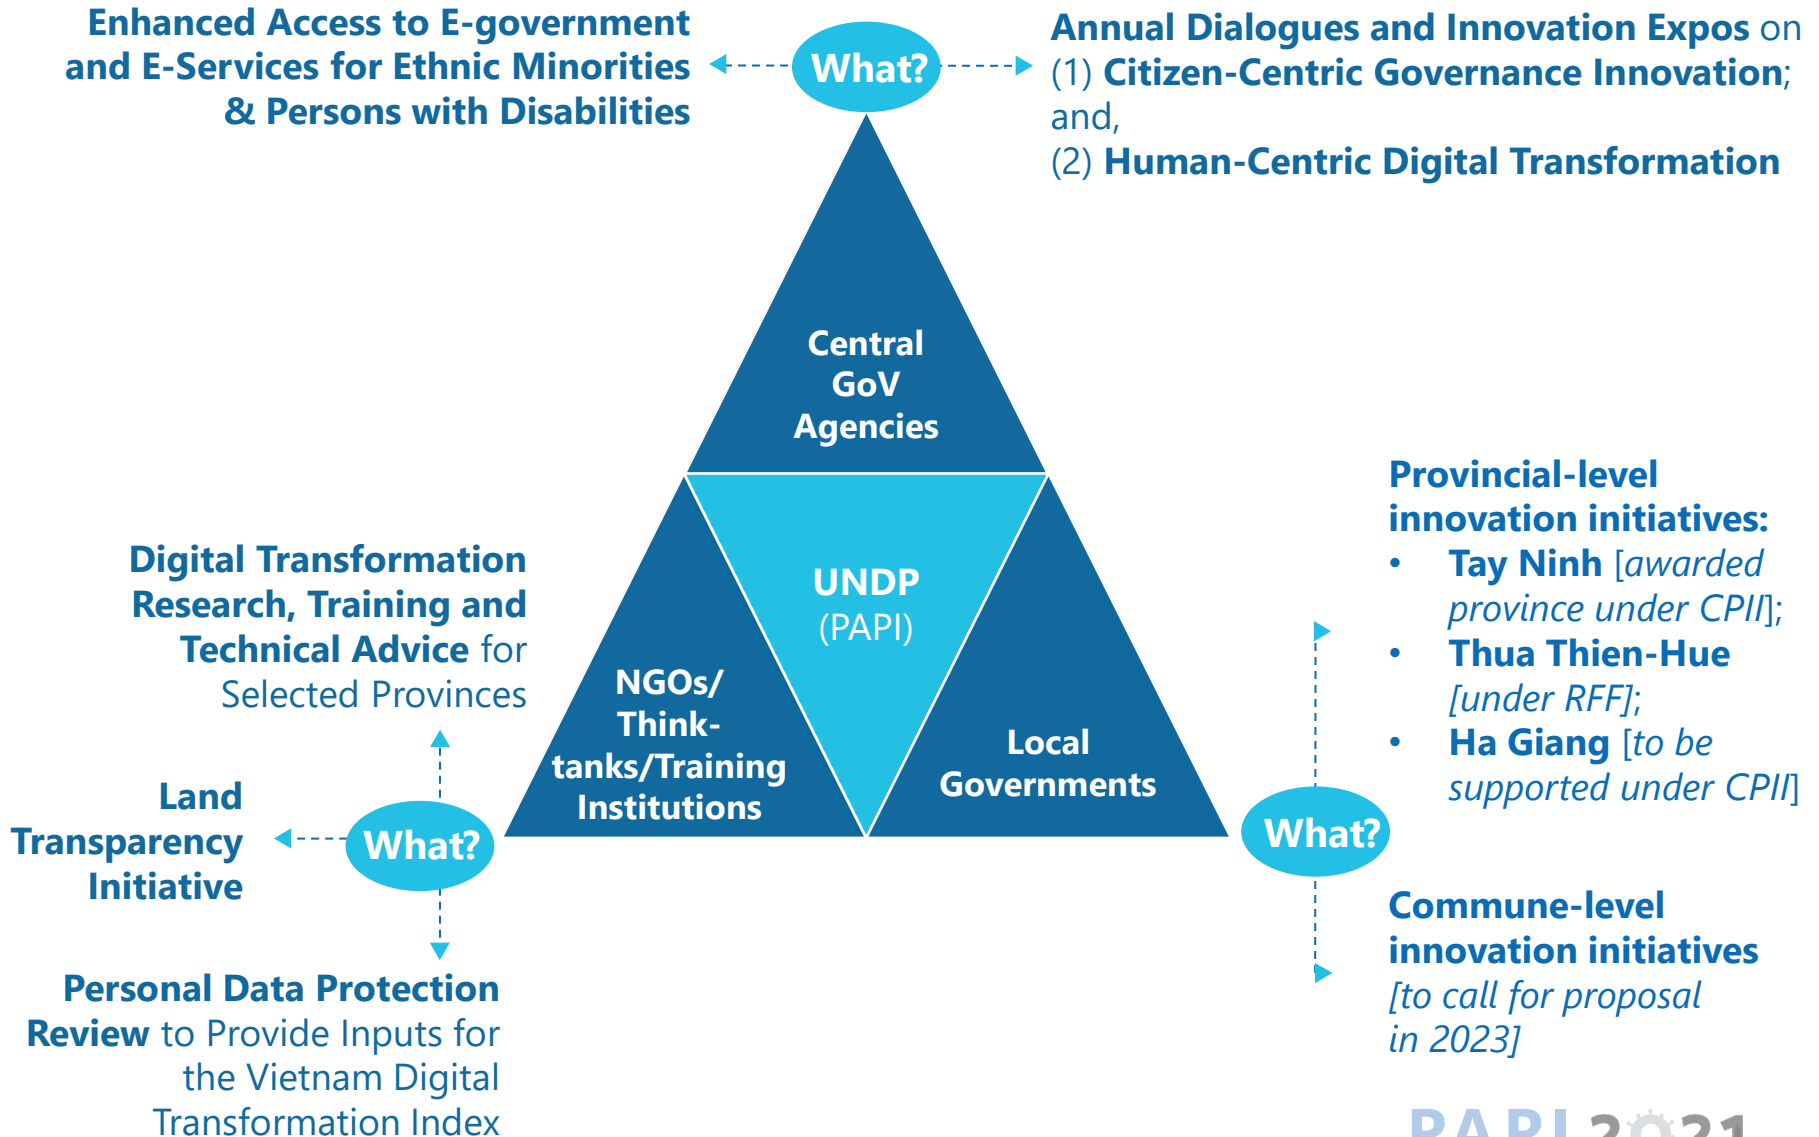 Enhanced Access to E-government
and E-Services for Ethnic Minorities
& Persons with Disabilities
What?
Annual Dialogues and Innovation Expos on
(1) Citizen-Centric Governance Innovation;
and,
(2) Human-Centric Digital Transformation
Central
GoV
Agencies
UNDP
(PAPI)
NGOs/
Think-
tanks/Training
Institutions
Local
Governments
Digital Transformation
Research, Training and
Technical Advice for
Selected Provinces
Land
Transparency
Initiative
What?
Personal Data Protection
Review to Provide Inputs for
the Vietnam Digital
Transformation Index
Provincial-level
innovation initiatives:
• Tay Ninh [awarded
province under CPII];
• Thua Thien-Hue
[under RFF];
• Ha Giang [to be
supported under CPII]
What?
Commune-level
innovation initiatives
[to call for proposal
in 2023]
PAPI 2021